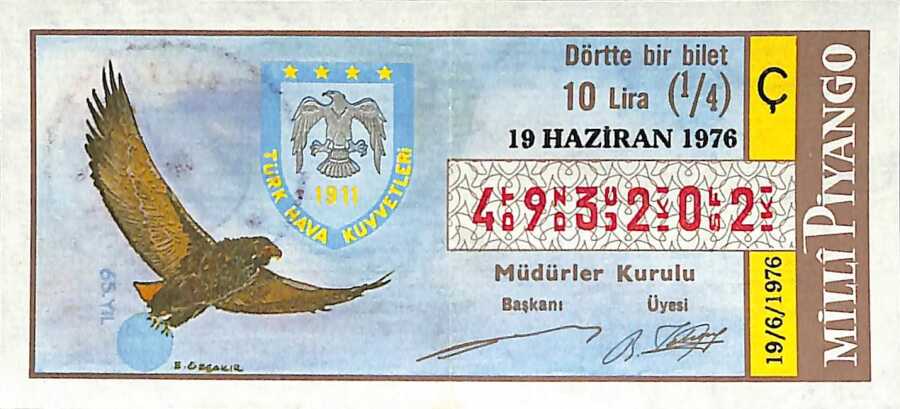 Dörtte bir bilet
10 Lira (1/4)
19 HAZİRAN 1976
4 9 3 2 0 2
Müdürler Kurulu
Başkanı Üyesi
1911
TÜRK HAVA KUVVETLERİ
65.YIL
E. ÖZÇAKIR
Ç
19/6/1976
MİLLÎ PİYANGO